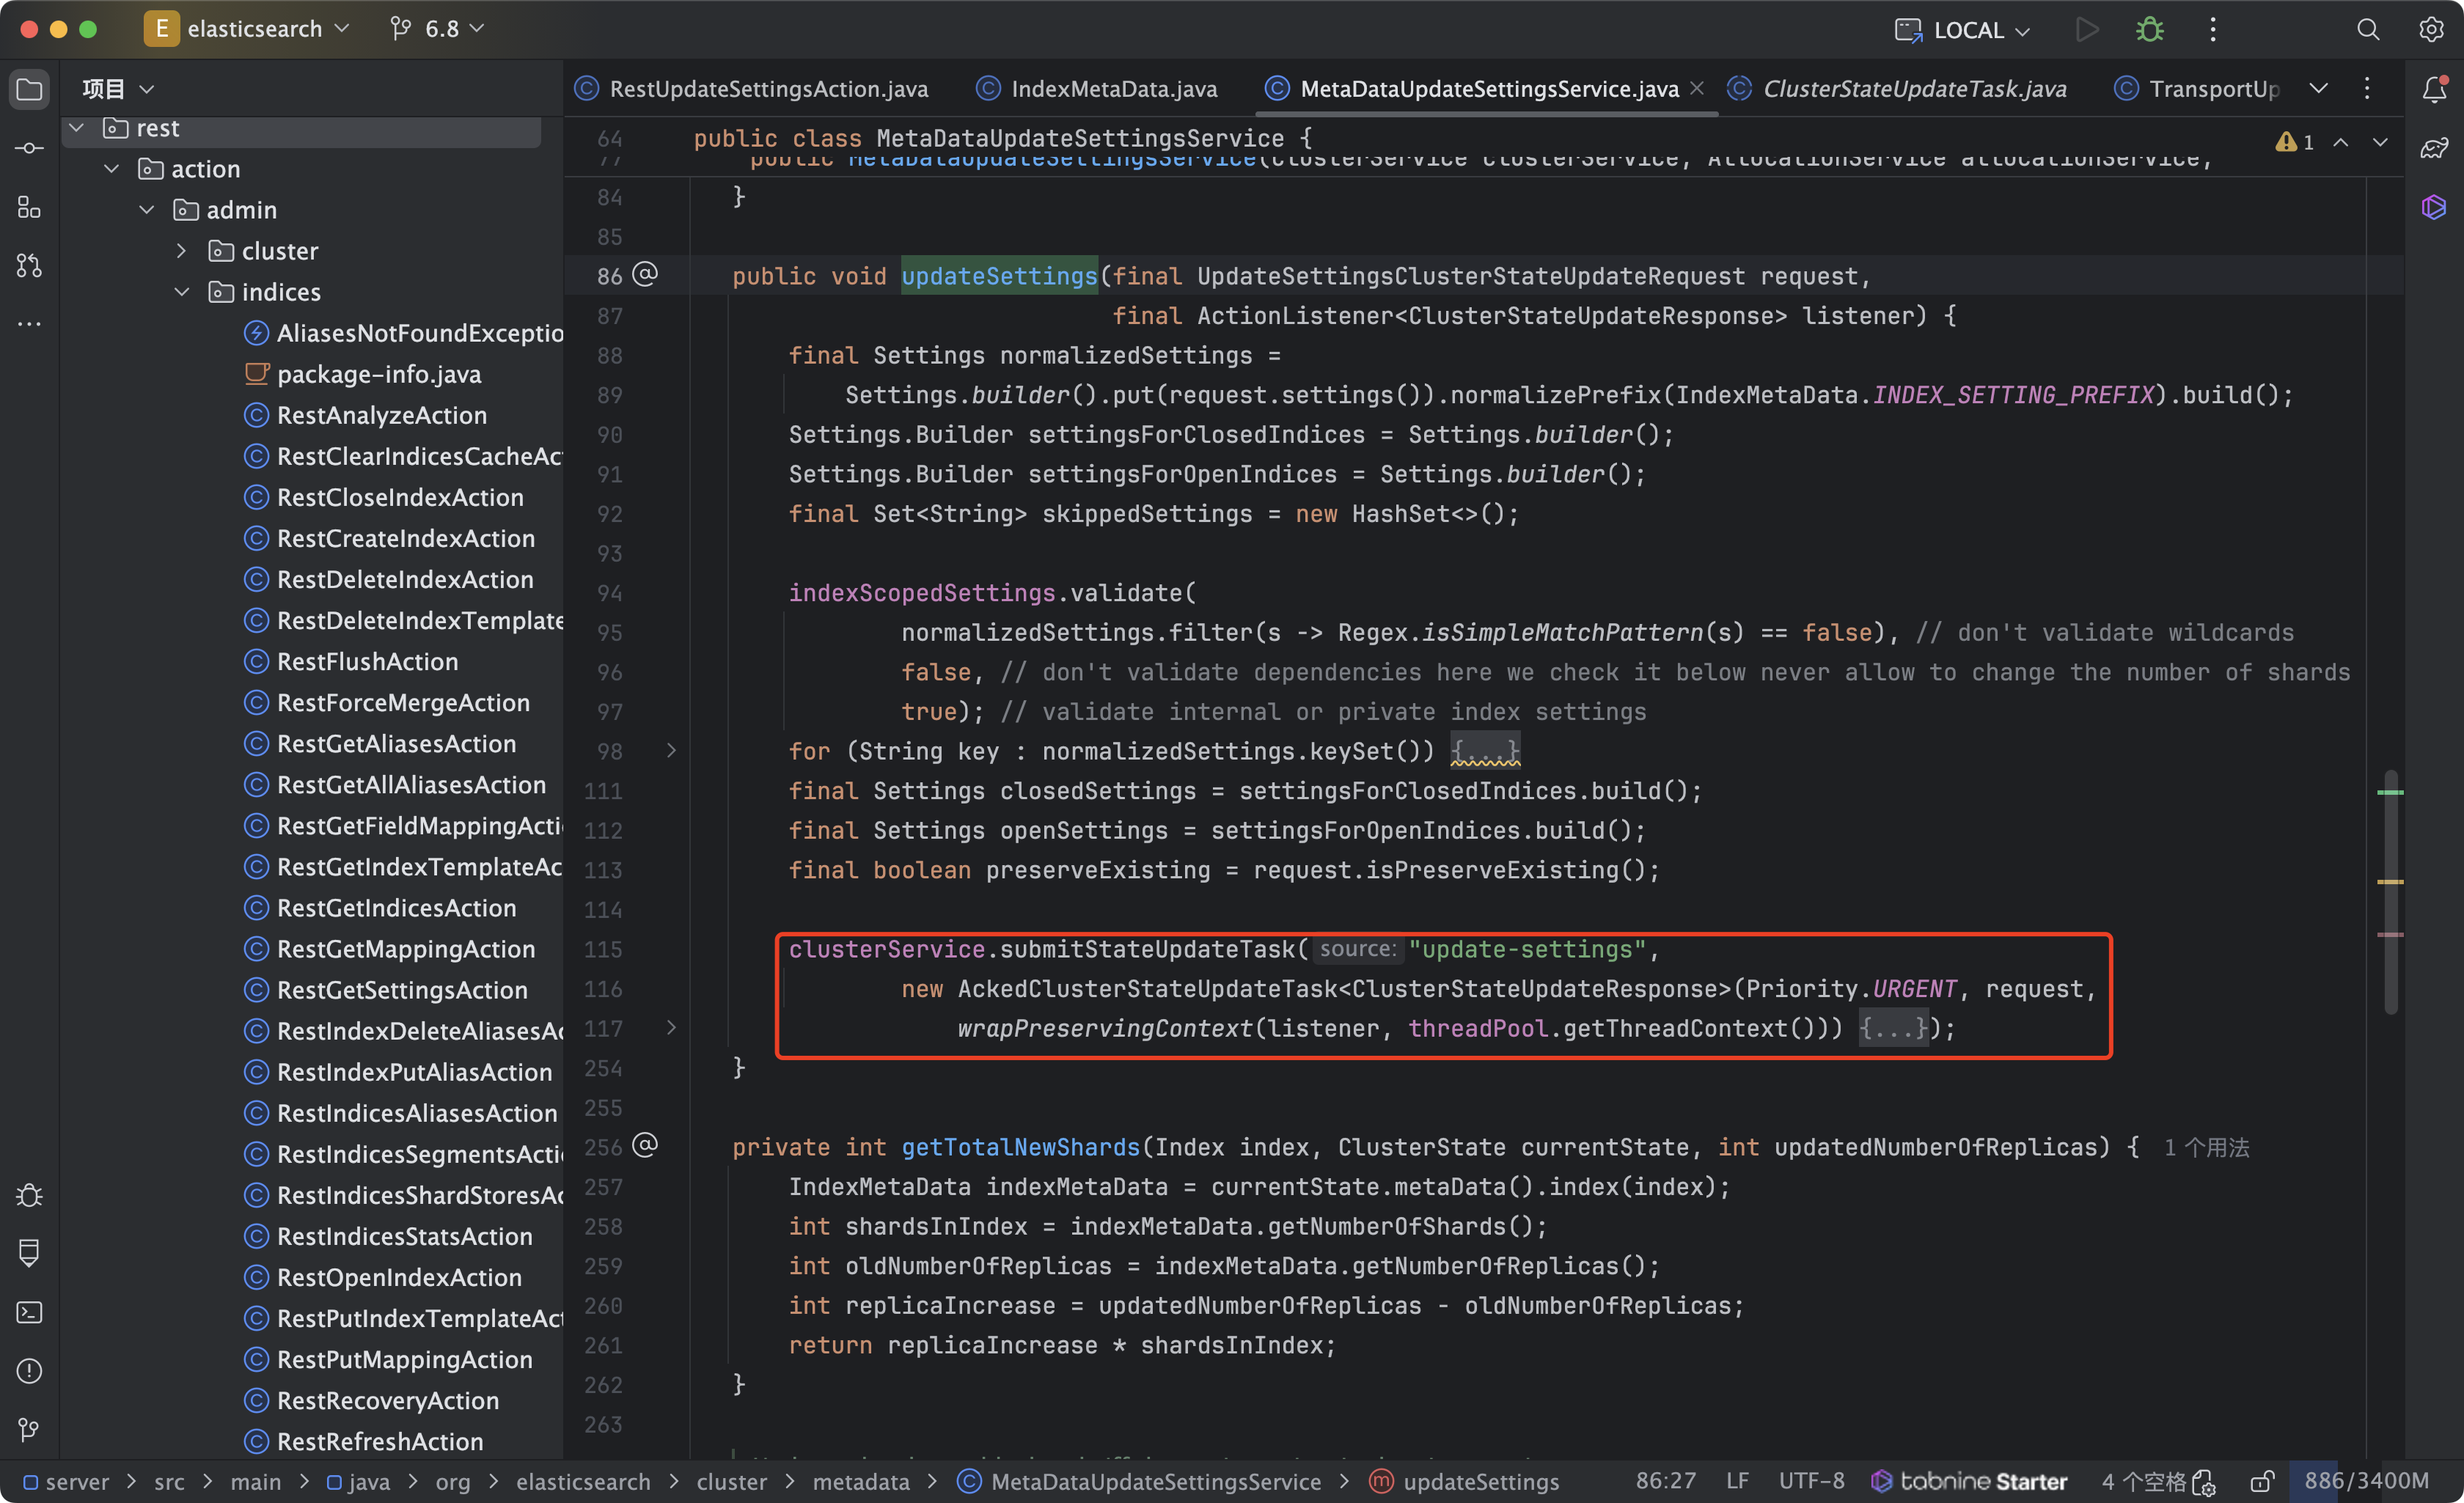 E elasticsearch 6.8 LOCAL
项目
RestUpdateSettingsAction.java IndexMetaData.java MetaDataUpdateSettingsService.java ClusterStateUpdateTask.java TransportUp
rest
action
admin
cluster
indices
AliasesNotFoundExceptio
package-info.java
RestAnalyzeAction
RestClearIndicesCacheAct
RestCloseIndexAction
RestCreateIndexAction
RestDeleteIndexAction
RestDeleteIndexTemplate
RestFlushAction
RestForceMergeAction
RestGetAliasesAction
RestGetAllAliasesAction
RestGetFieldMappingActi
RestGetIndexTemplateAc
RestGetIndicesAction
RestGetMappingAction
RestGetSettingsAction
RestIndexDeleteAliasesAc
RestIndexPutAliasAction
RestIndicesAliasesAction
RestIndicesSegmentsActi
RestIndicesShardStoresAc
RestIndicesStatsAction
RestOpenIndexAction
RestPutIndexTemplateAct
RestPutMappingAction
RestRecoveryAction
RestRefreshAction
64 public class MetaDataUpdateSettingsService { 1
77 public MetaDataUpdateSettingsService(ClusterService clusterService, AllocationService allocationService,
84 }
85
86 public void updateSettings(final UpdateSettingsClusterStateUpdateRequest request,
87 final ActionListener<ClusterStateUpdateResponse> listener) {
88 final Settings normalizedSettings =
89 Settings.builder().put(request.settings()).normalizePrefix(IndexMetaData.INDEX_SETTING_PREFIX).build();
90 Settings.Builder settingsForClosedIndices = Settings.builder();
91 Settings.Builder settingsForOpenIndices = Settings.builder();
92 final Set<String> skippedSettings = new HashSet<>();
93
94 indexScopedSettings.validate(
95 normalizedSettings.filter(s -> Regex.isSimpleMatchPattern(s) == false), // don't validate wildcards
96 false, // don't validate dependencies here we check it below never allow to change the number of shards
97 true); // validate internal or private index settings
98 for (String key : normalizedSettings.keySet()) {...}
111 final Settings closedSettings = settingsForClosedIndices.build();
112 final Settings openSettings = settingsForOpenIndices.build();
113 final boolean preserveExisting = request.isPreserveExisting();
114
115 clusterService.submitStateUpdateTask( source: "update-settings",
116 new AckedClusterStateUpdateTask<ClusterStateUpdateResponse>(Priority.URGENT, request,
117 wrapPreservingContext(listener, threadPool.getThreadContext())) {...});
254 }
255
256 private int getTotalNewShards(Index index, ClusterState currentState, int updatedNumberOfReplicas) { 1 个用法
257 IndexMetaData indexMetaData = currentState.metaData().index(index);
258 int shardsInIndex = indexMetaData.getNumberOfShards();
259 int oldNumberOfReplicas = indexMetaData.getNumberOfReplicas();
260 int replicaIncrease = updatedNumberOfReplicas - oldNumberOfReplicas;
261 return replicaIncrease * shardsInIndex;
262 }
263
server > src > main > java > org > elasticsearch > cluster > metadata > MetaDataUpdateSettingsService > updateSettings 86:27 LF UTF-8 tabnine Starter 4 个空格 886/3400M